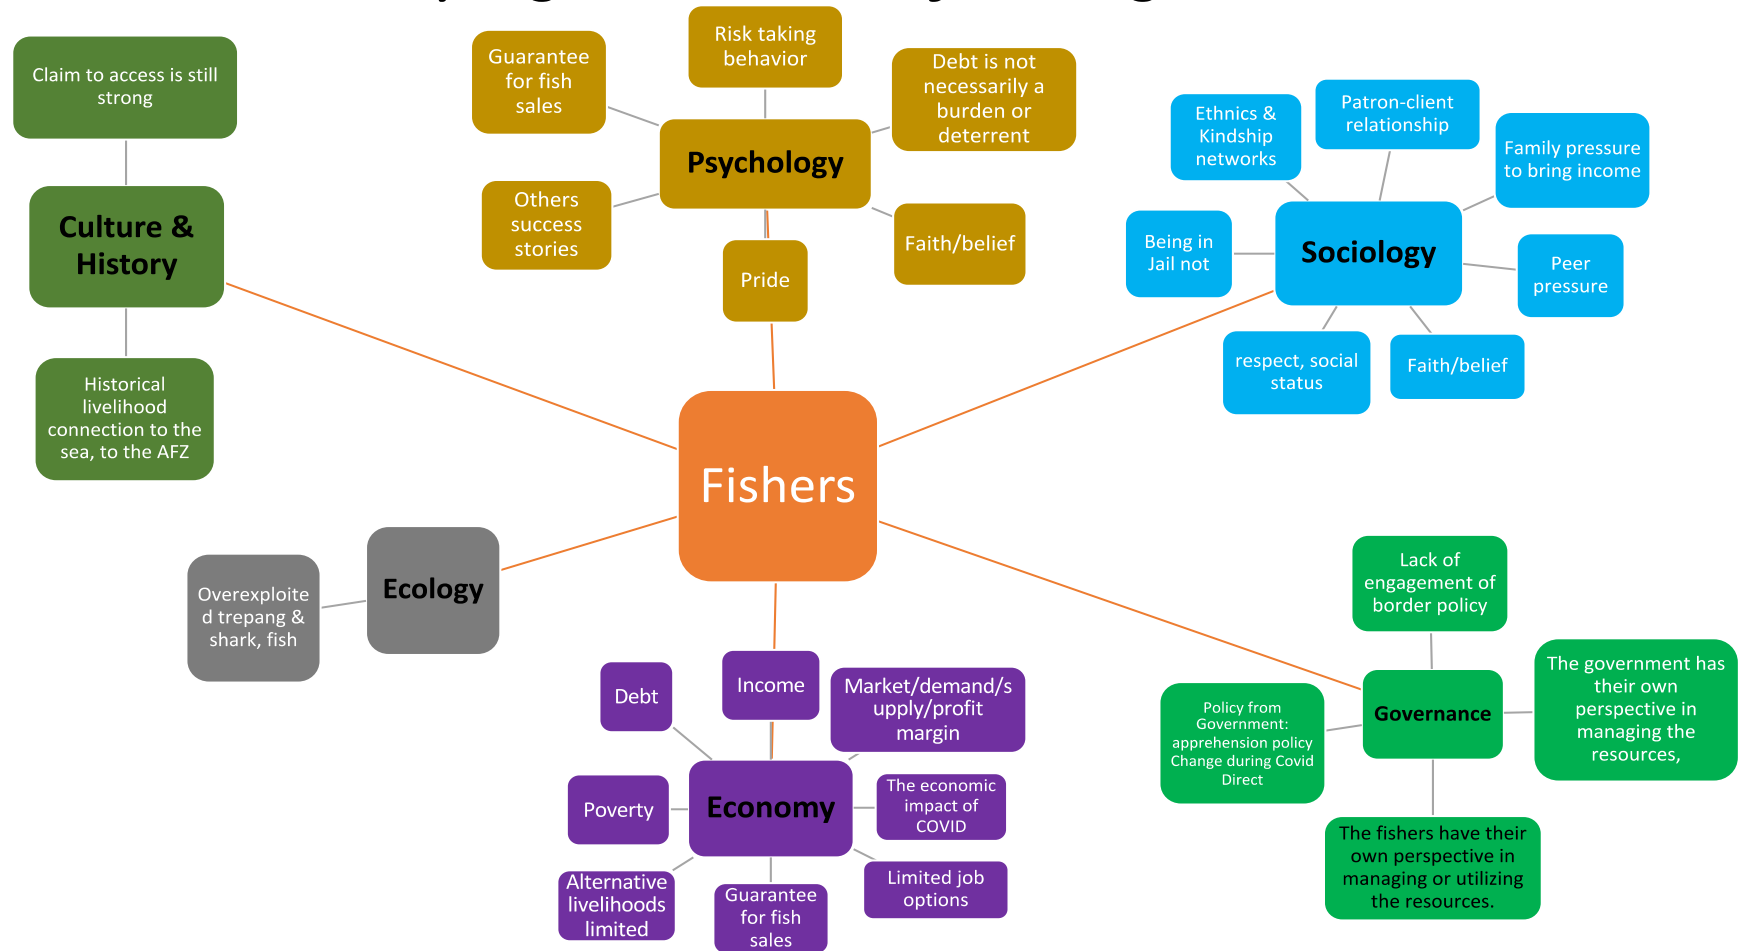 Claim to access is still
strong
Culture &
History
Historical
livelihood
connection to the
sea, to the AFZ
Guarantee
for fish
sales
Risk taking
behavior
Debt is not
necessarily a
burden or
deterrent
Psychology
Others
success
stories
Pride
Faith/belief
Ethnics &
Kindship
networks
Patron-client
relationship
Family pressure
to bring income
Being in
Jail not
Sociology
Peer
pressure
respect, social
status
Faith/belief
Fishers
Overexploite
d trepang &
shark, fish
Ecology
Debt
Income
Market/demand/s
upply/profit
margin
Poverty
Economy
The economic
impact of
COVID
Alternative
livelihoods
limited
Guarantee
for fish
sales
Limited job
options
Lack of
engagement of
border policy
Policy from
Government:
apprehension policy
Change during Covid
Direct
Governance
The government has
their own
perspective in
managing the
resources,
The fishers have their
own perspective in
managing or utilizing
the resources.